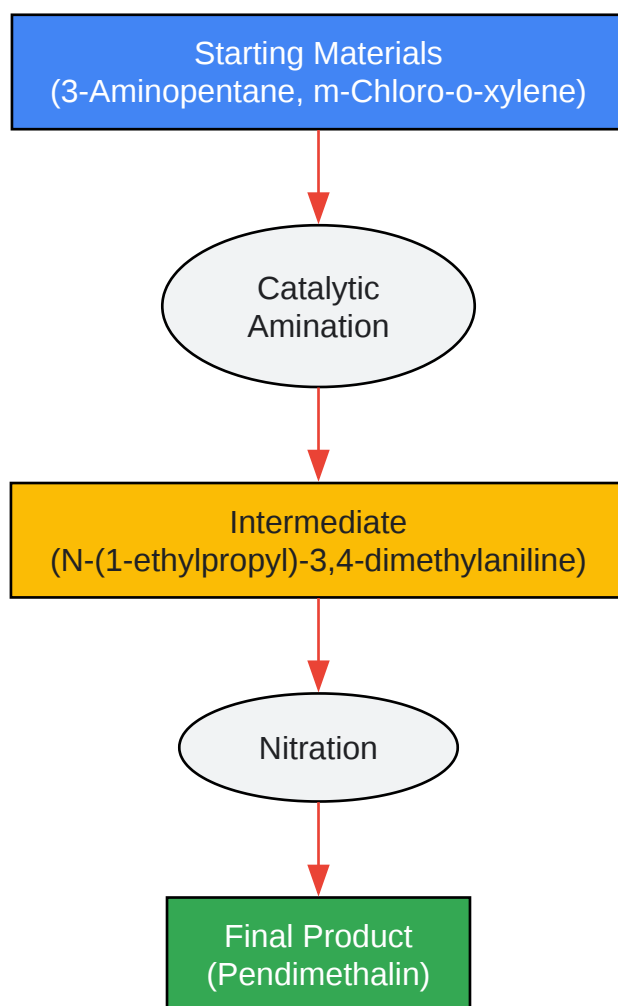 Starting Materials
(3-Aminopentane, m-Chloro-o-xylene)
Catalytic
Amination
Intermediate
(N-(1-ethylpropyl)-3,4-dimethylaniline)
Nitration
Final Product
(Pendimethalin)